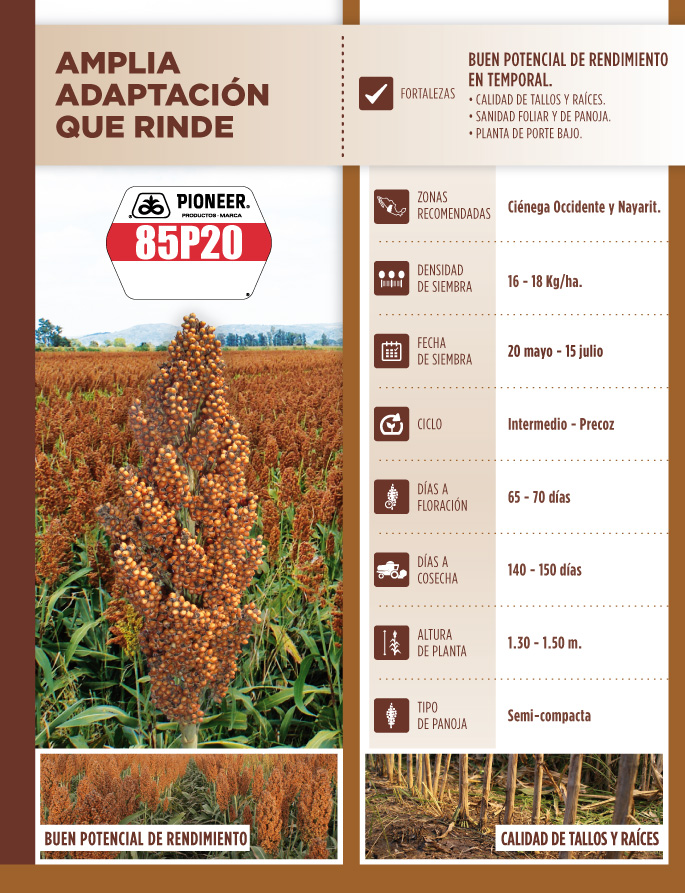 AMPLIA
ADAPTACIÓN
QUE RINDE
FORTALEZAS
BUEN POTENCIAL DE RENDIMIENTO
EN TEMPORAL.
• CALIDAD DE TALLOS Y RAÍCES.
• SANIDAD FOLIAR Y DE PANOJA.
• PLANTA DE PORTE BAJO.
PIONEER®
PRODUCTOS · MARCA
85P20
ZONAS
RECOMENDADAS
Ciénega Occidente y Nayarit.
DENSIDAD
DE SIEMBRA
16 - 18 Kg/ha.
FECHA
DE SIEMBRA
20 mayo - 15 julio
CICLO
Intermedio - Precoz
DÍAS A
FLORACIÓN
65 - 70 días
DÍAS A
COSECHA
140 - 150 días
ALTURA
DE PLANTA
1.30 - 1.50 m.
TIPO
DE PANOJA
Semi-compacta
BUEN POTENCIAL DE RENDIMIENTO
CALIDAD DE TALLOS Y RAÍCES